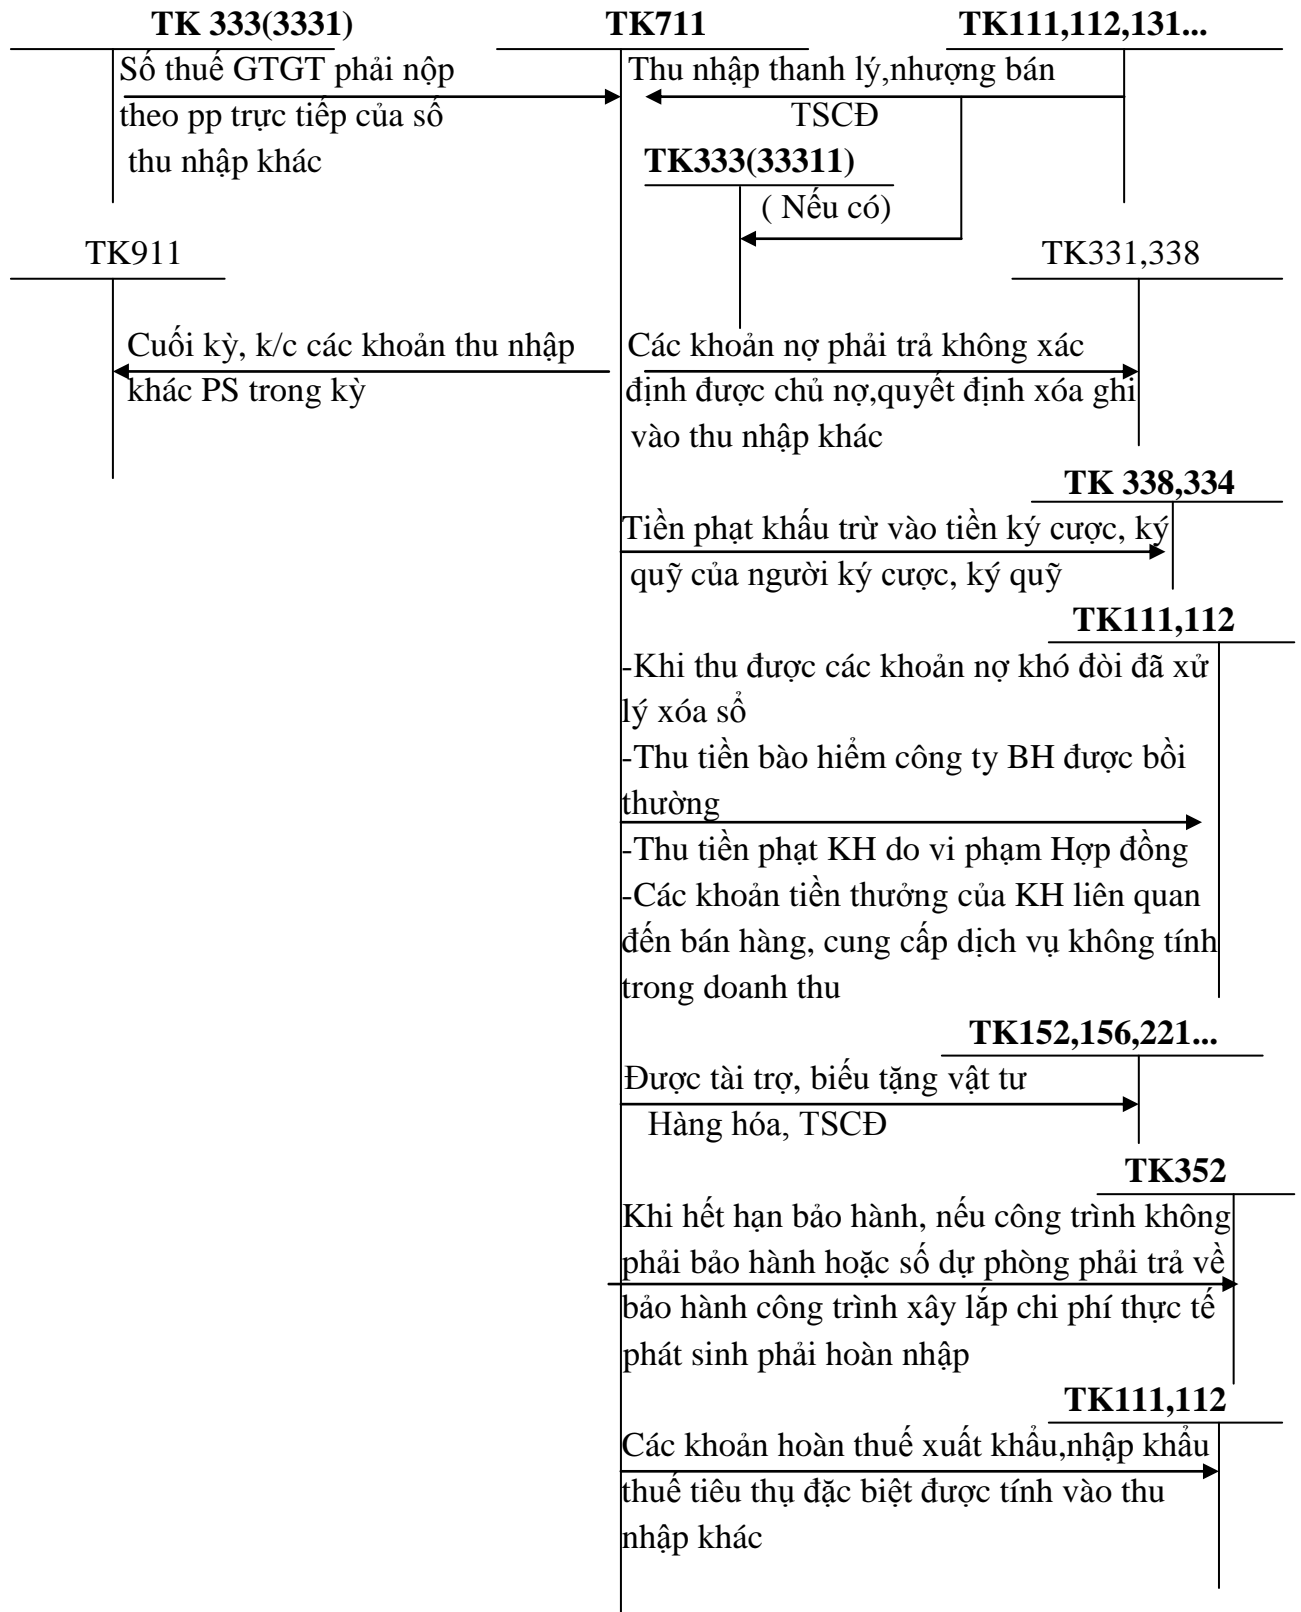 TK 333(3331)
TK711
TK111,112,131...
Số thuế GTGT phải nộp
theo pp trực tiếp của số
thu nhập khác
Thu nhập thanh lý,nhượng bán
TSCĐ
TK333(33311)
( Nếu có)
TK911
TK331,338
Cuối kỳ, k/c các khoản thu nhập
khác PS trong kỳ
Các khoản nợ phải trả không xác
định được chủ nợ,quyết định xóa ghi
vào thu nhập khác
TK 338,334
Tiền phạt khấu trừ vào tiền ký cược, ký
quỹ của người ký cược, ký quỹ
TK111,112
-Khi thu được các khoản nợ khó đòi đã xử
lý xóa sổ
-Thu tiền bào hiểm công ty BH được bồi
thường
-Thu tiền phạt KH do vi phạm Hợp đồng
-Các khoản tiền thưởng của KH liên quan
đến bán hàng, cung cấp dịch vụ không tính
trong doanh thu
TK152,156,221...
Được tài trợ, biếu tặng vật tư
Hàng hóa, TSCĐ
TK352
Khi hết hạn bảo hành, nếu công trình không
phải bảo hành hoặc số dự phòng phải trả về
bảo hành công trình xây lắp chi phí thực tế
phát sinh phải hoàn nhập
TK111,112
Các khoản hoàn thuế xuất khẩu,nhập khẩu
thuế tiêu thụ đặc biệt được tính vào thu
nhập khác